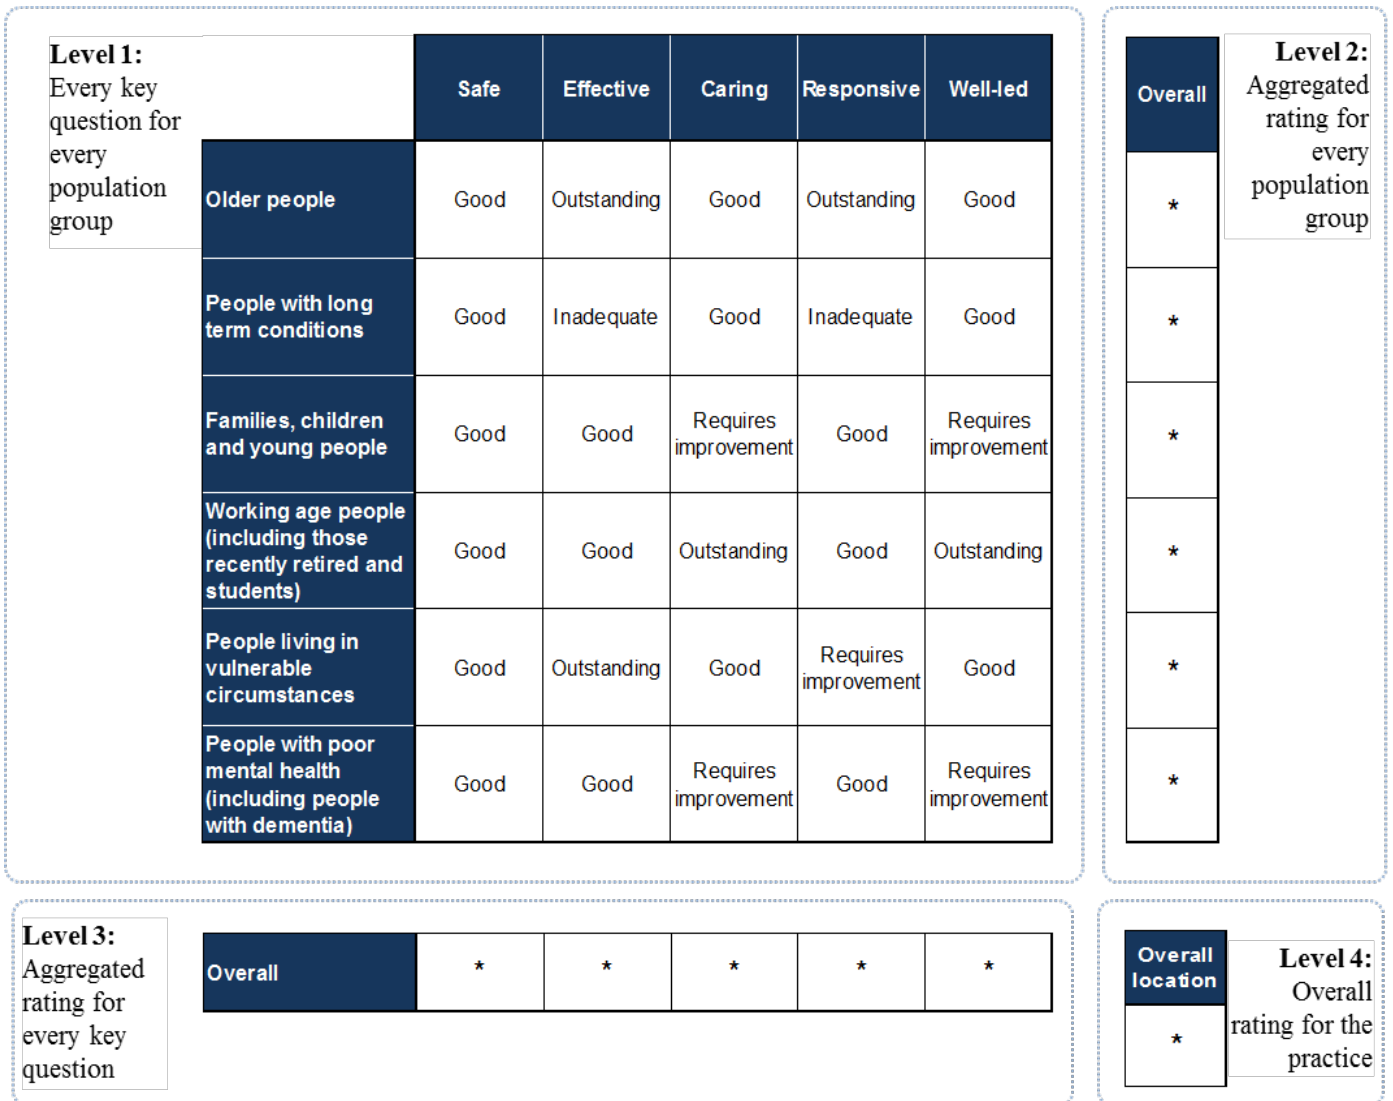 Level 1:
Every key
question for
every
population
group
Safe Effective Caring Responsive Well-led
Older people Good Outstanding Good Outstanding Good
People with long
term conditions
Good Inadequate Good Inadequate Good
Families, children
and young people
Good Good Requires
improvement Good Requires
improvement
Working age people
(including those
recently retired and
students)
Good Good Outstanding Good Outstanding
People living in
vulnerable
circumstances
Good Outstanding Good Requires
improvement Good
People with poor
mental health
(including people
with dementia)
Good Good Requires
improvement Good Requires
improvement
Overall
*
*
*
*
*
*
Level 2:
Aggregated
rating for
every
population
group
Level 3:
Aggregated
rating for
every key
question
Overall * * * * *
Overall
location
*
Level 4:
Overall
rating for the
practice